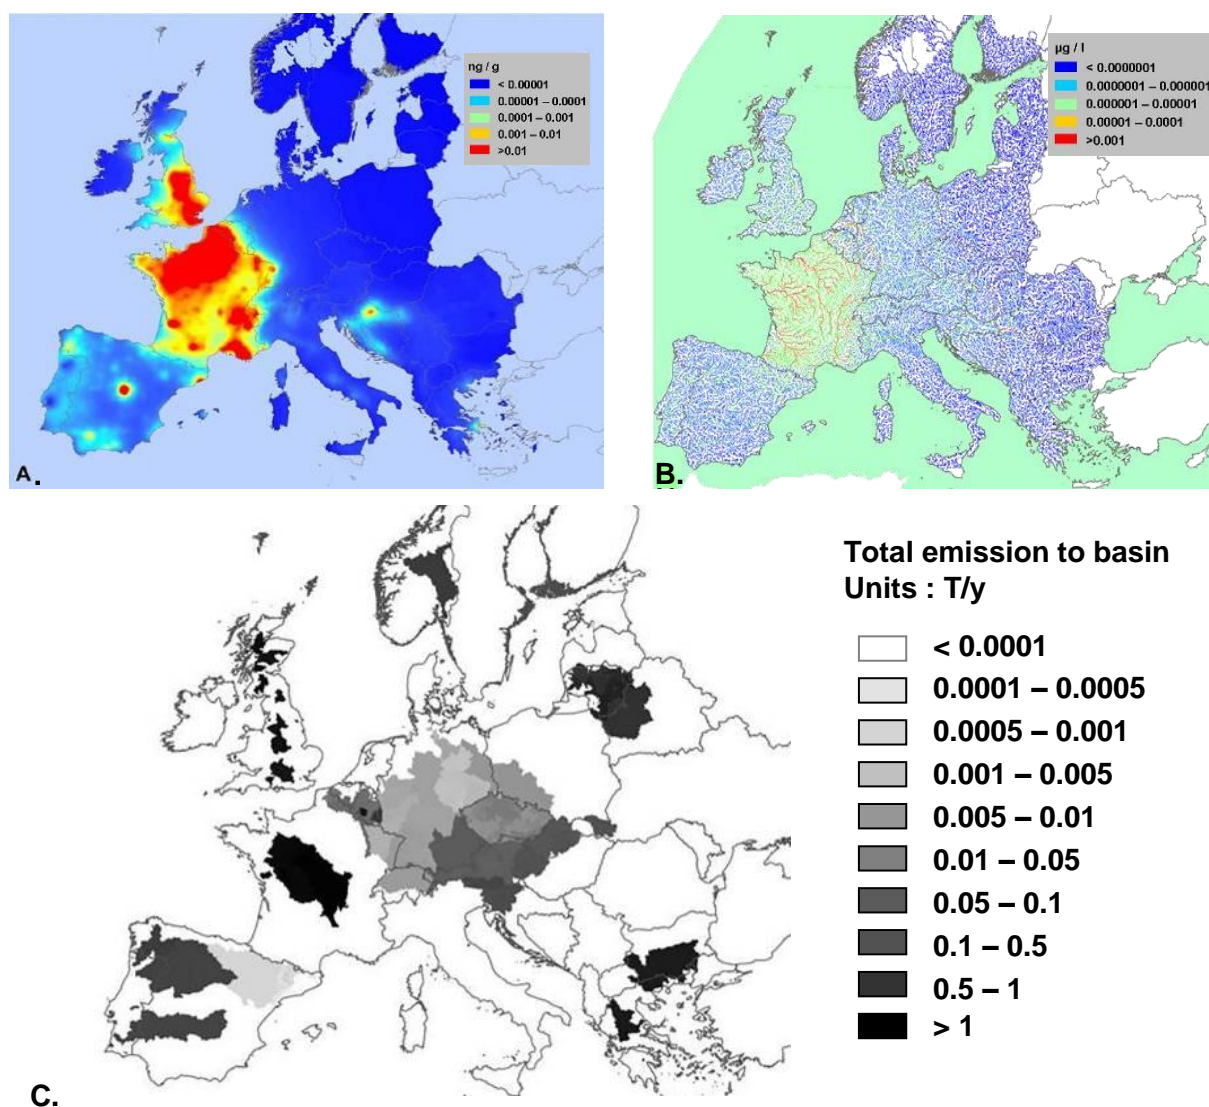 ng / g
< 0.00001
0.00001 – 0.0001
0.0001 – 0.001
0.001 – 0.01
>0.01
A.
µg / l
< 0.0000001
0.0000001 – 0.000001
0.000001 – 0.00001
0.00001 – 0.0001
>0.001
B.
Total emission to basin
Units : T/y
< 0.0001
0.0001 – 0.0005
0.0005 – 0.001
0.001 – 0.005
0.005 – 0.01
0.01 – 0.05
0.05 – 0.1
0.1 – 0.5
0.5 – 1
> 1
C.